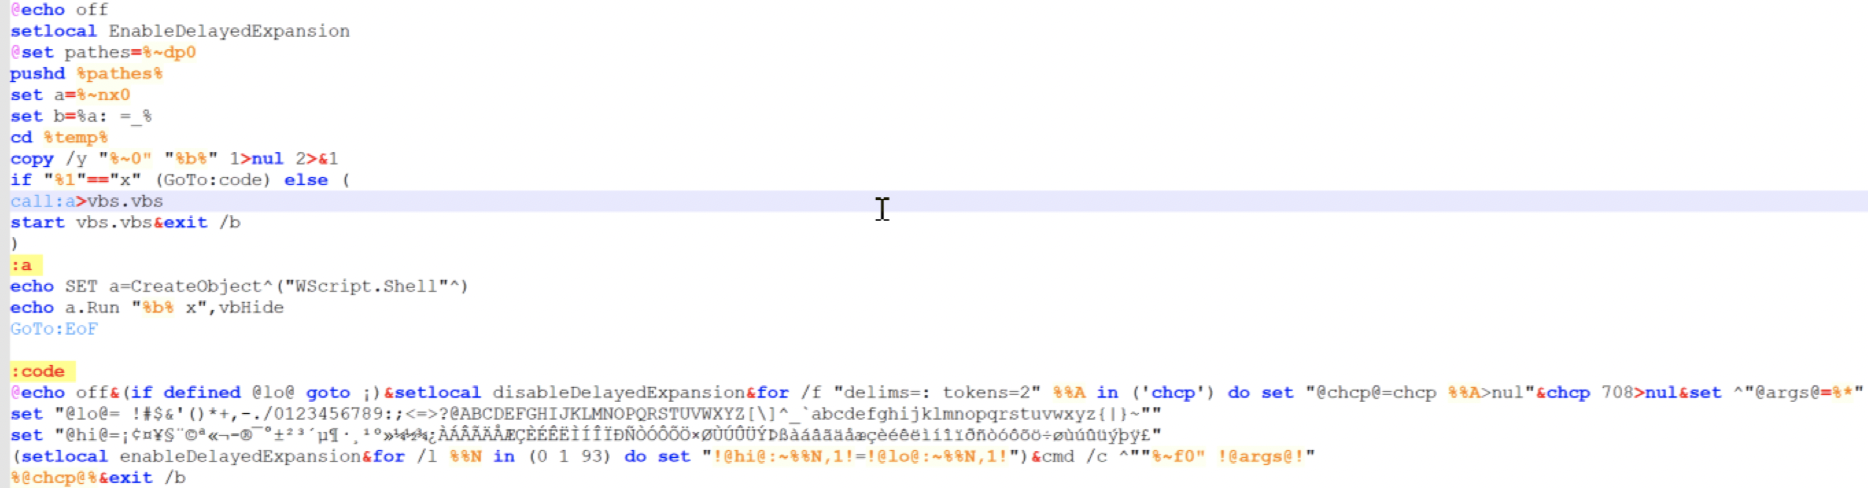 @echo off
setlocal EnableDelayedExpansion
@set pathes=%~dp0
pushd %pathes%
set a=%~nx0
set b=%a: =_%
cd %temp%
copy /y "%~0" "%b%" 1>nul 2>&1
if "%1"=="x" (GoTo:code) else (
call:a>vbs.vbs
start vbs.vbs&exit /b
)
:a
echo SET a=CreateObject^("WScript.Shell"^)
echo a.Run "%b% x",vbHide
GoTo:EoF
:code
@echo off&(if defined @lo@ goto ¡)&setlocal disableDelayedExpansion&for /f "delims=: tokens=2" %%A in ('chcp') do set "@chcp@=chcp %%A>nul"&chcp 708>nul&set ^"@args@=%*"
set "@lo@= !#$&'()*+,-./0123456789:;<=>?@ABCDEFGHIJKLMNOPQRSTUVWXYZ[\]^_`abcdefghijklmnopqrstuvwxyz{|}~""
set "@hi@=¡¢¤¥§¨©ª«¬-®¯°±²³´µ¶·¸¹º»¼½¾¿ÀÁÂÃÄÅÆÇÈÉÊËÌÍÎÏÐÑÒÓÔÕÖ×ØÙÚÛÜÝÞßàáâãäåæçèéêëìíîïðñòóôõö÷øùúûüýþÿ£"
(setlocal enableDelayedExpansion&for /l %%N in (0 1 93) do set "!@hi@:~%%N,1!=!@lo@:~%%N,1!")&cmd /c ^""%~f0" !@args@!"
%@chcp@%&exit /b